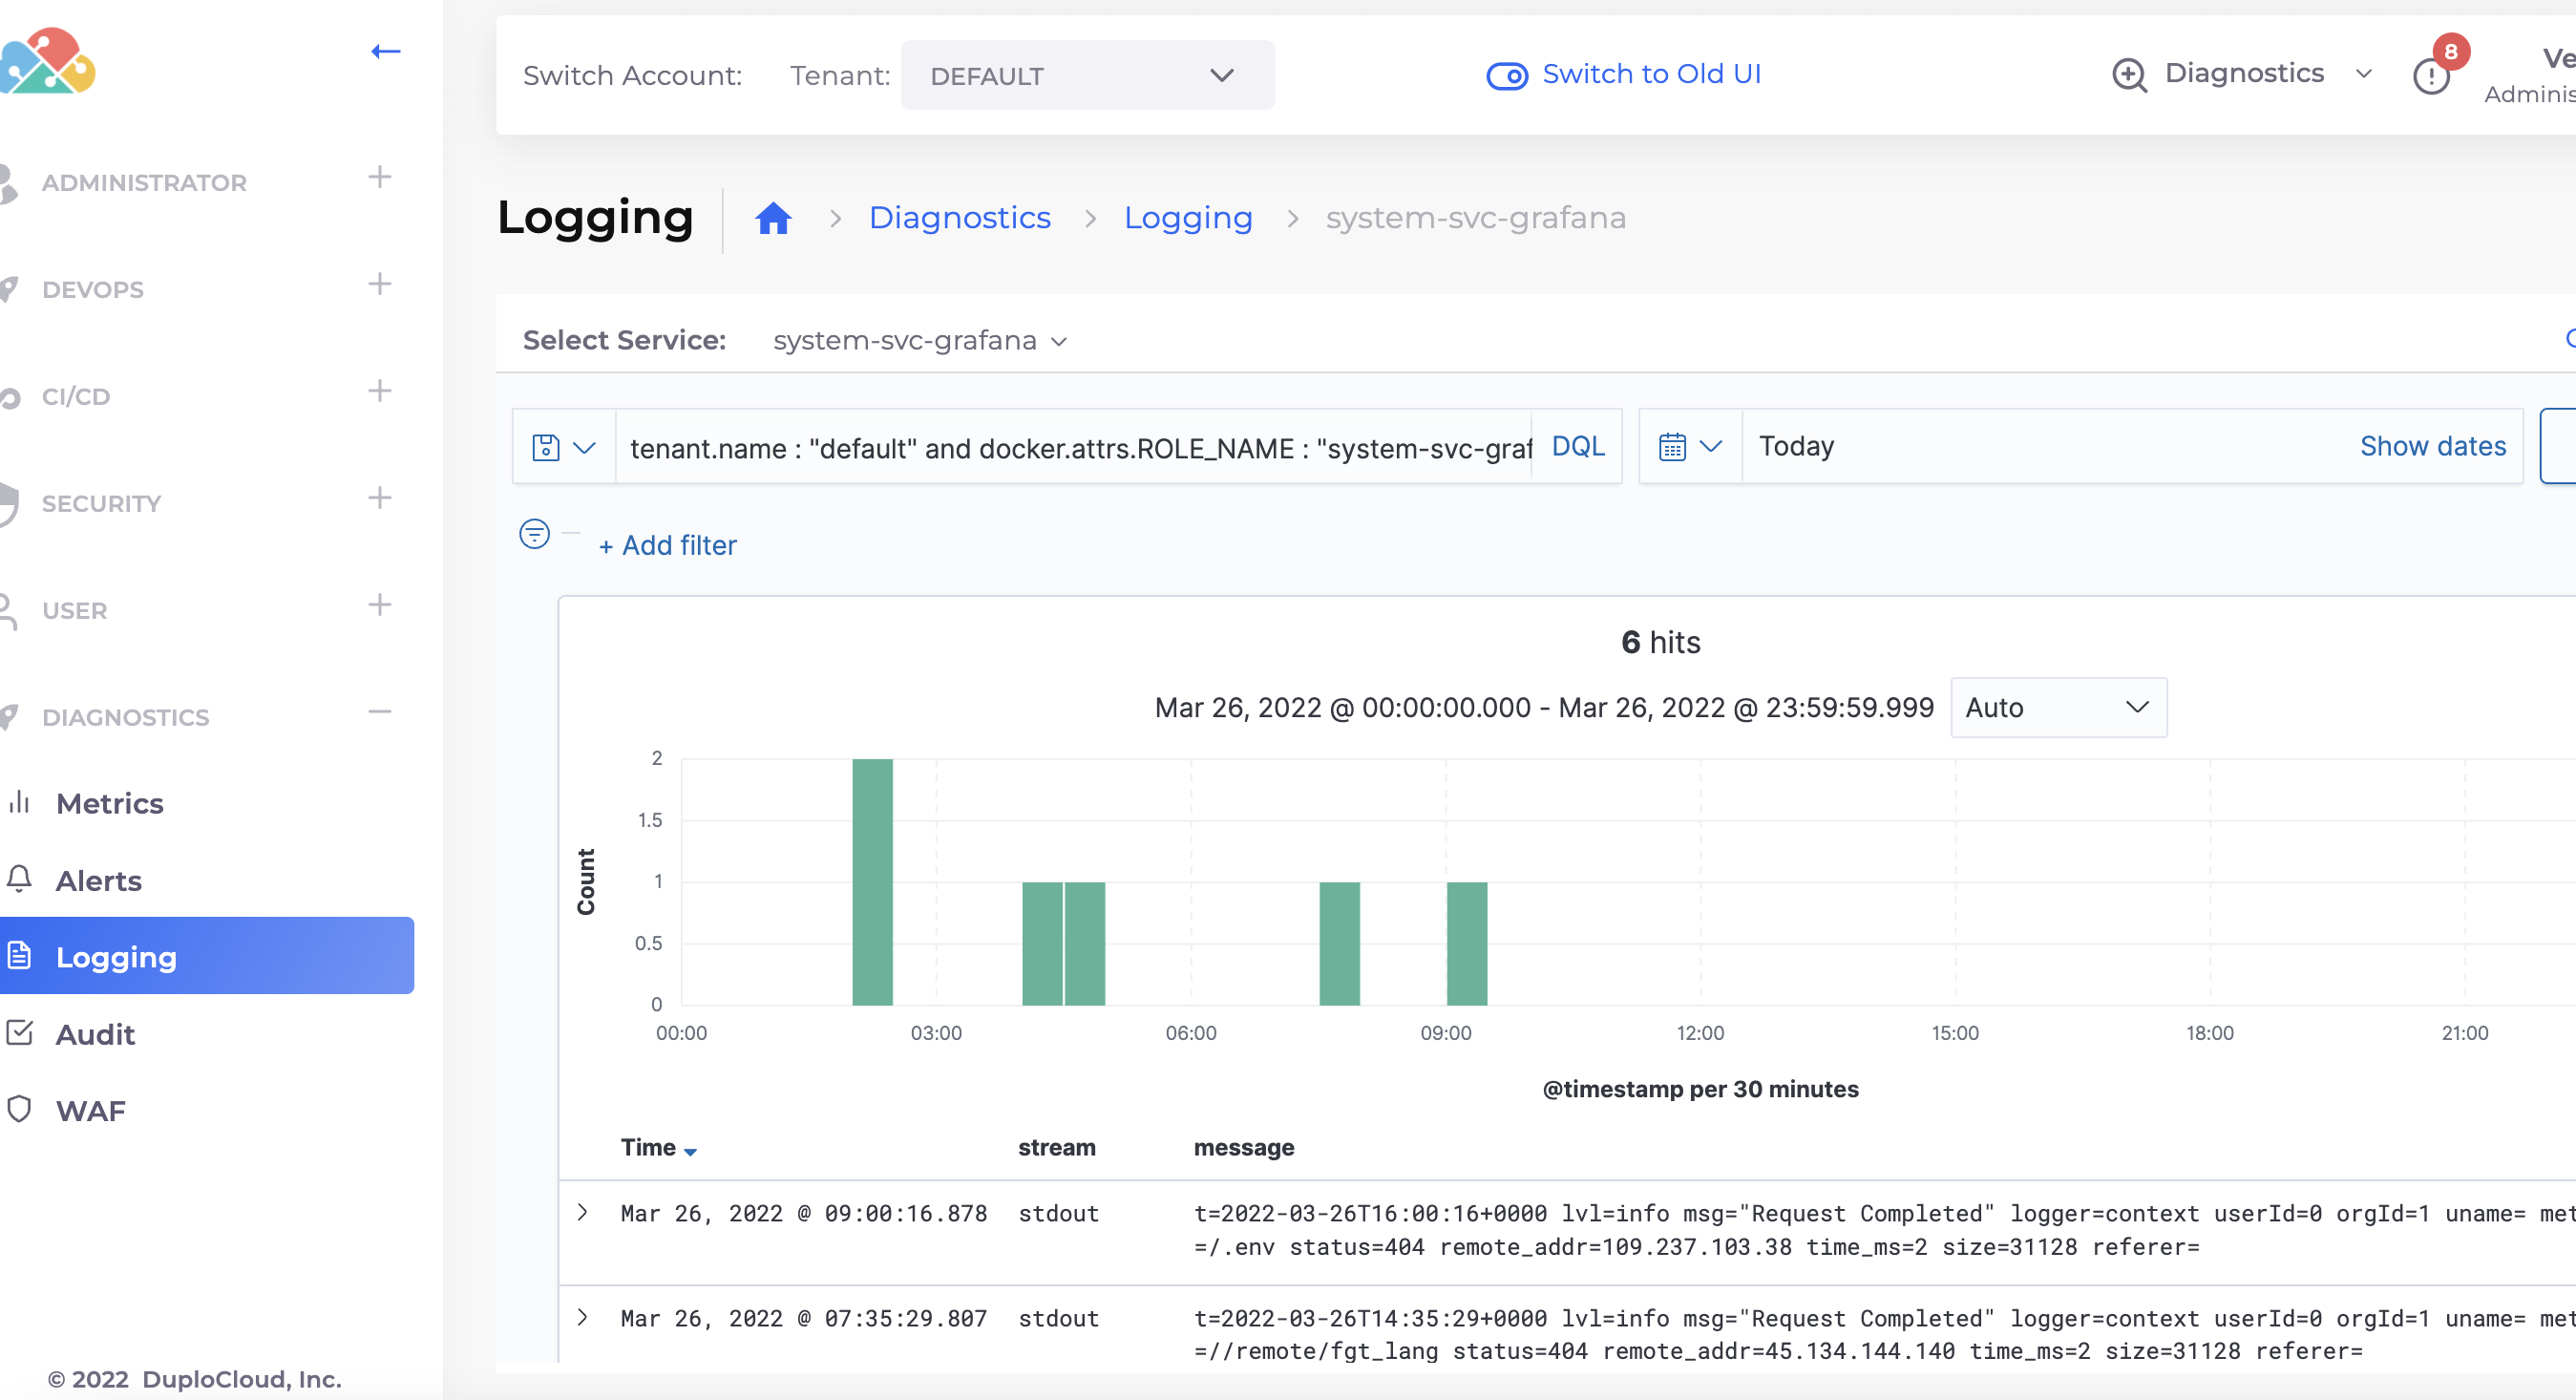 Switch Account: Tenant: DEFAULT Switch to Old UI Diagnostics 8
ADMINISTRATOR
DEVOPS
CI/CD
SECURITY
USER
DIAGNOSTICS
Metrics
Alerts
Logging
Audit
WAF
© 2022 DuploCloud, Inc.
Logging > Diagnostics > Logging > system-svc-grafana
Select Service: system-svc-grafana
tenant.name : "default" and docker.attrs.ROLE_NAME : "system-svc-graf DQL Today Show dates
+ Add filter
6 hits
Mar 26, 2022 @ 00:00:00.000 - Mar 26, 2022 @ 23:59:59.999 Auto
Count
2
1.5
1
0.5
0
00:00 03:00 06:00 09:00 12:00 15:00 18:00 21:00
@timestamp per 30 minutes
Time stream message
Mar 26, 2022 @ 09:00:16.878 stdout t=2022-03-26T16:00:16+0000 lvl=info msg="Request Completed" logger=context userId=0 orgId=1 uname= met
=/.env status=404 remote_addr=109.237.103.38 time_ms=2 size=31128 referer=
Mar 26, 2022 @ 07:35:29.807 stdout t=2022-03-26T14:35:29+0000 lvl=info msg="Request Completed" logger=context userId=0 orgId=1 uname= met
=//remote/fgt_lang status=404 remote_addr=45.134.144.140 time_ms=2 size=31128 referer=